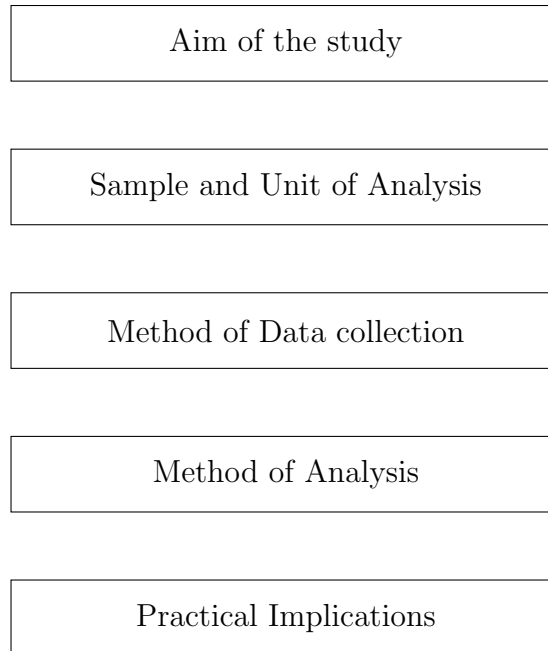 Aim of the study
Sample and Unit of Analysis
Method of Data collection
Method of Analysis
Practical Implications